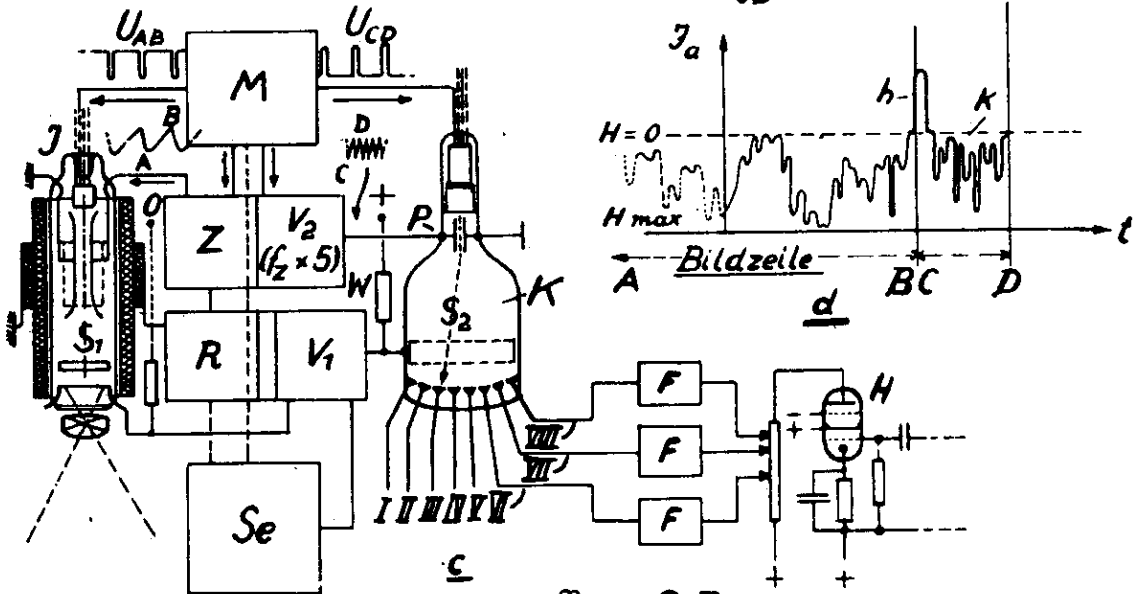 U_AB
U_CD
M
B
J
A
D
C
O
+
Z
V_2
(f_z × 5)
P.
W
K
S_1
S_2
R
V_1
Se
I II III IV V VI VII VIII
F
F
F
H
+
+
+
c
J_a
h
K
H = 0
H max
t
A
Bildzeile
B C
D
d